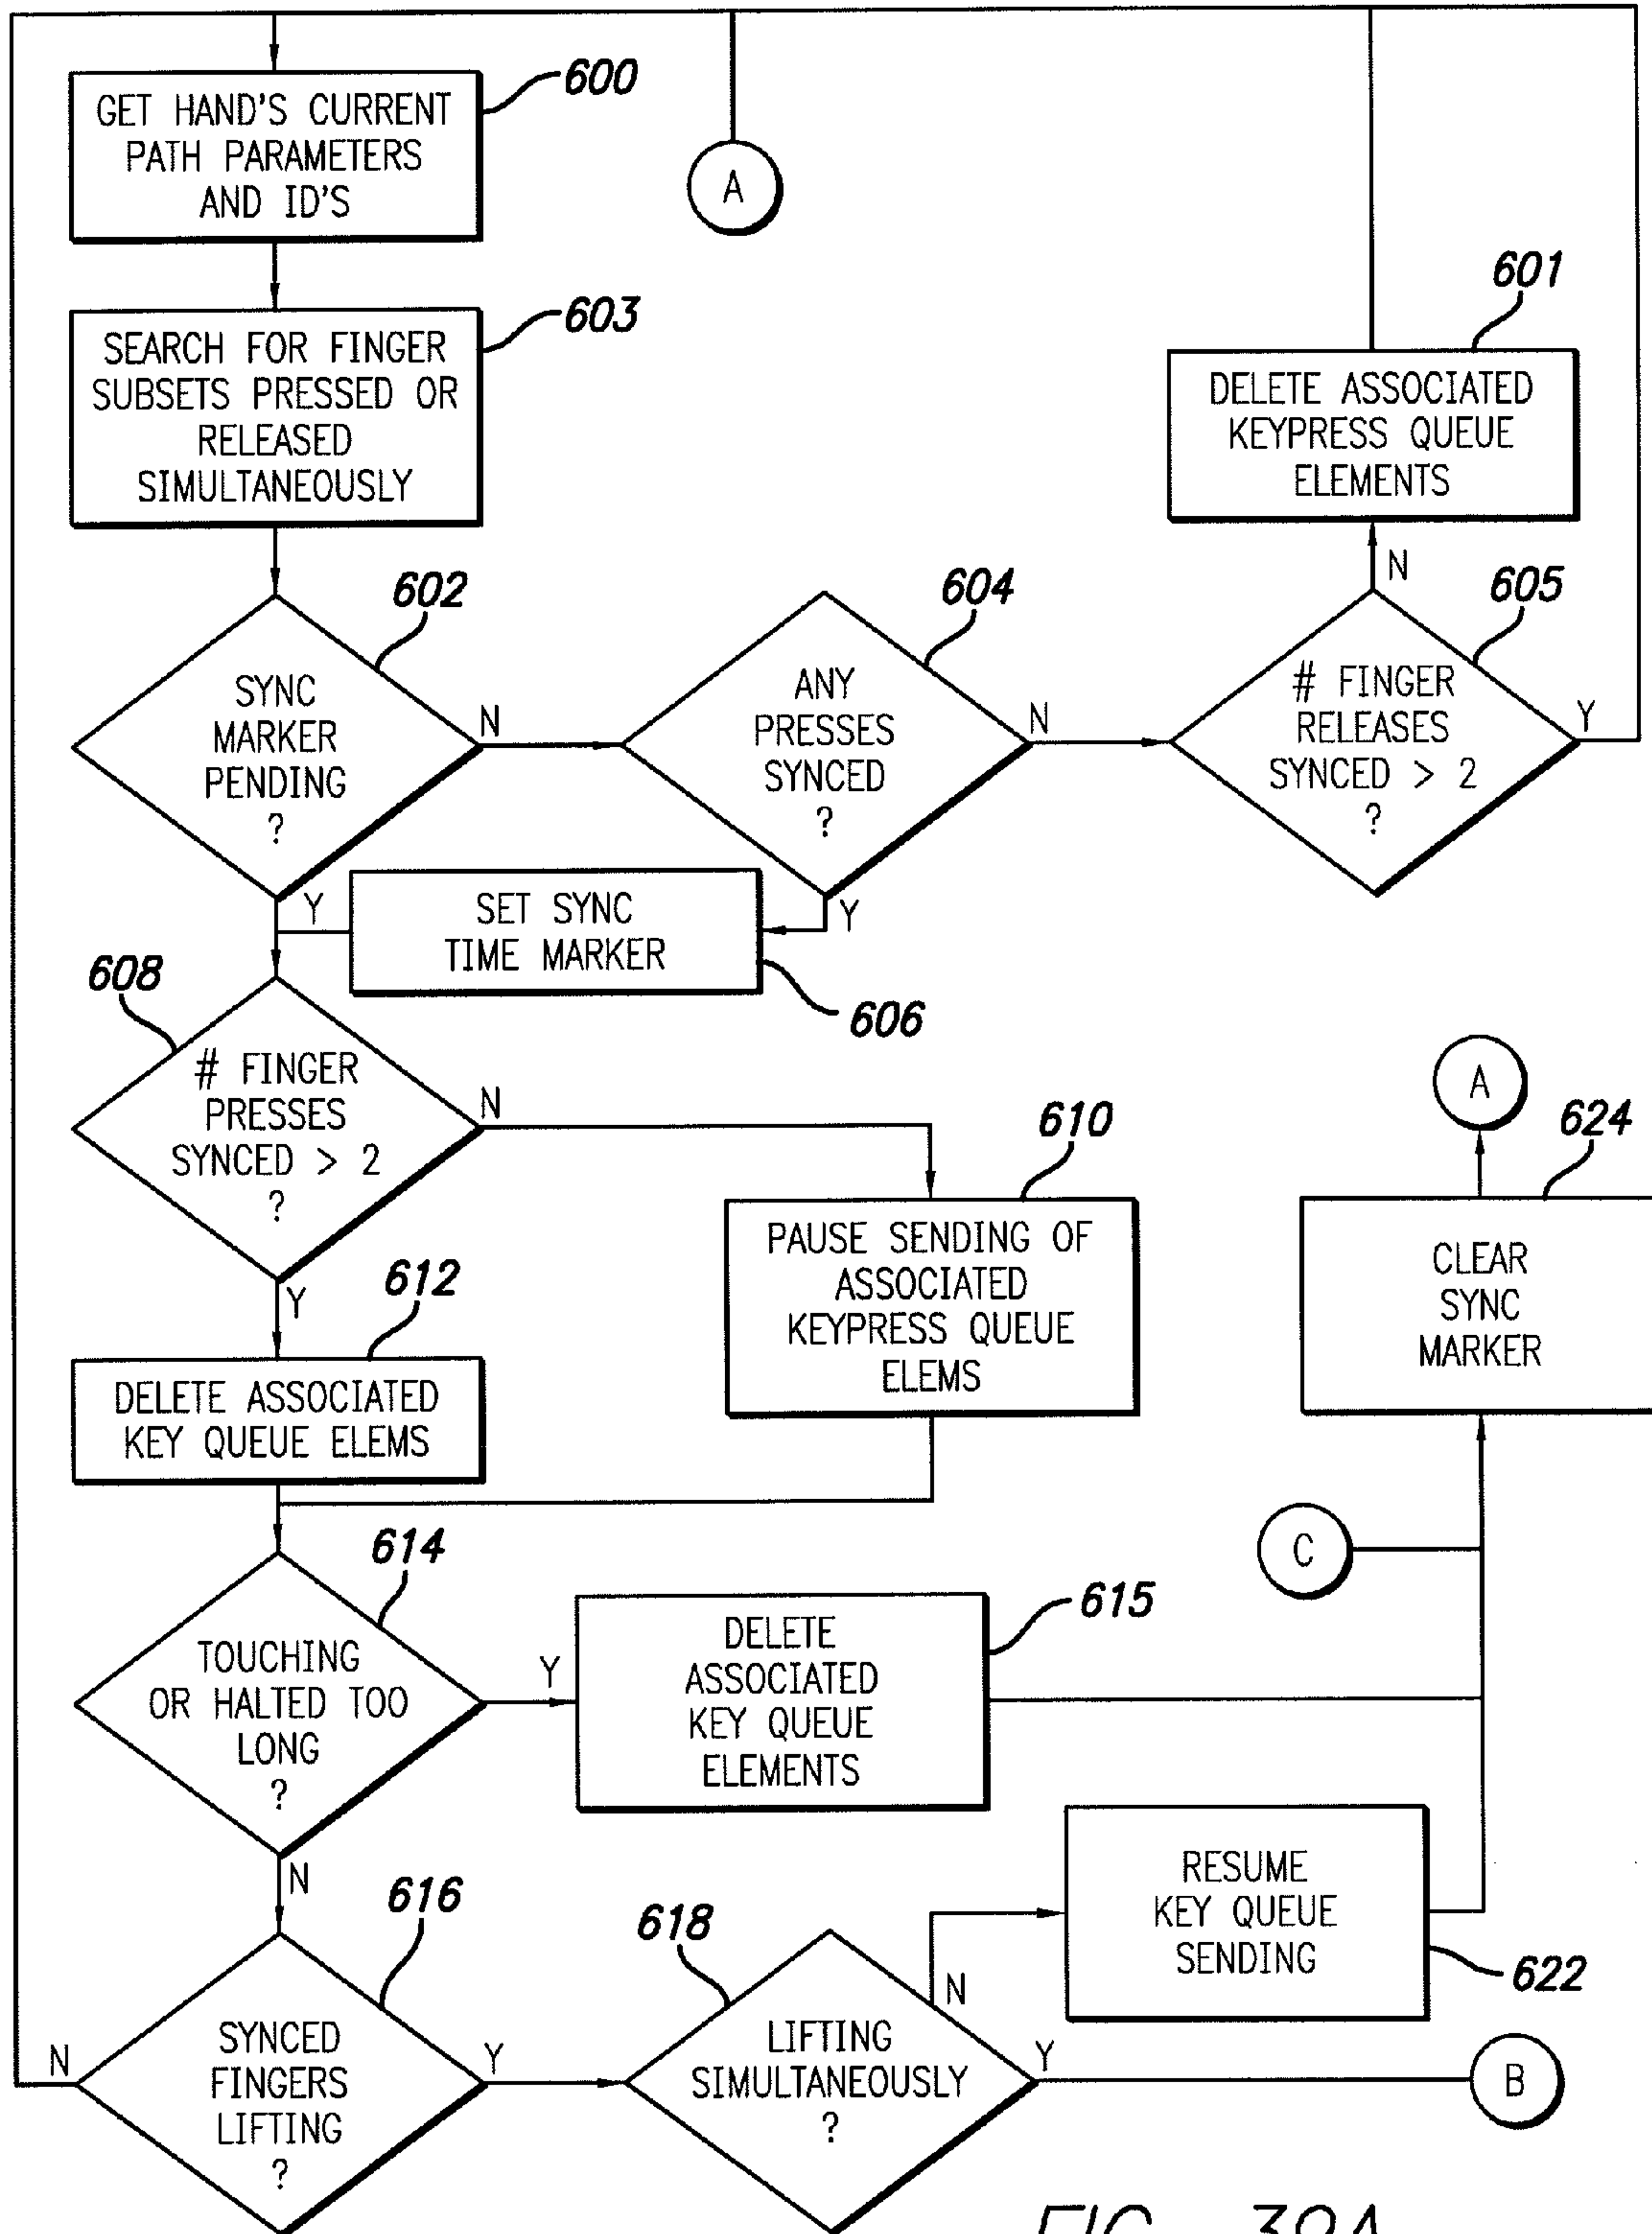 600
GET HAND'S CURRENT
PATH PARAMETERS
AND ID'S
A
603
SEARCH FOR FINGER
SUBSETS PRESSED OR
RELEASED
SIMULTANEOUSLY
601
DELETE ASSOCIATED
KEYPRESS QUEUE
ELEMENTS
602
SYNC
MARKER
PENDING
?
N
Y
604
ANY
PRESSES
SYNCED
?
N
Y
605
N
# FINGER
RELEASES
SYNCED > 2
?
Y
SET SYNC
TIME MARKER
606
608
# FINGER
PRESSES
SYNCED > 2
?
N
Y
610
PAUSE SENDING OF
ASSOCIATED
KEYPRESS QUEUE
ELEMS
A
624
CLEAR
SYNC
MARKER
612
DELETE ASSOCIATED
KEY QUEUE ELEMS
C
614
TOUCHING
OR HALTED TOO
LONG
?
Y
N
615
DELETE
ASSOCIATED
KEY QUEUE
ELEMENTS
RESUME
KEY QUEUE
SENDING
622
616
SYNCED
FINGERS
LIFTING
?
N
Y
618
LIFTING
SIMULTANEOUSLY
?
N
Y
B
FIG. 39A